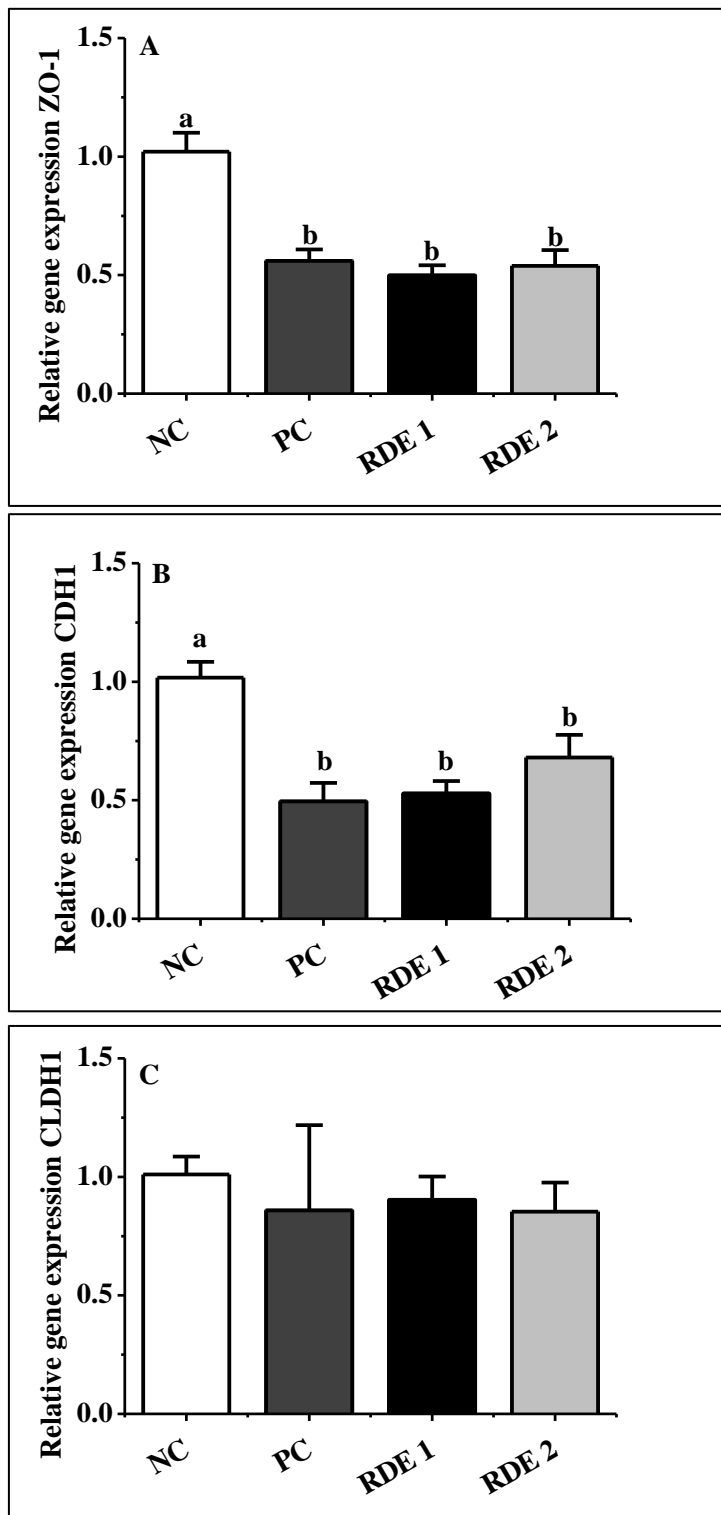 A
Relative gene expression ZO-1
1.5
1.0
0.5
0.0
a
b
b
b
NC
PC
RDE 1
RDE 2
B
Relative gene expression CDH1
1.5
1.0
0.5
0.0
a
b
b
b
NC
PC
RDE 1
RDE 2
C
Relative gene expression CLDH1
1.5
1.0
0.5
0.0
NC
PC
RDE 1
RDE 2